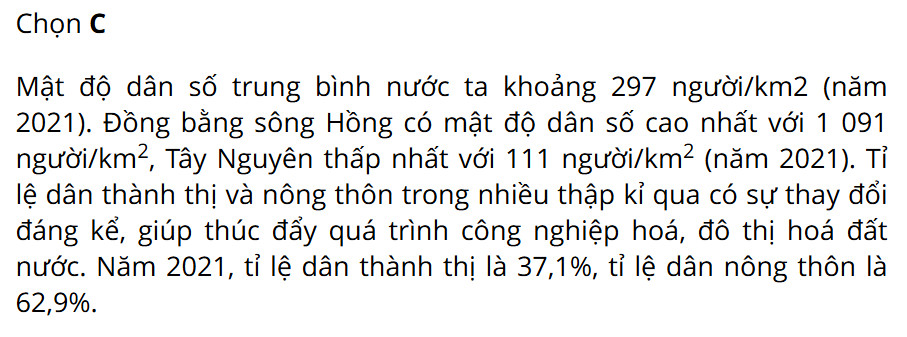 Chọn C
Mật độ dân số trung bình nước ta khoảng 297 người/km2 (năm
2021). Đồng bằng sông Hồng có mật độ dân số cao nhất với 1 091
người/km², Tây Nguyên thấp nhất với 111 người/km² (năm 2021). Tỉ
lệ dân thành thị và nông thôn trong nhiều thập kỉ qua có sự thay đổi
đáng kể, giúp thúc đẩy quá trình công nghiệp hoá, đô thị hoá đất
nước. Năm 2021, tỉ lệ dân thành thị là 37,1%, tỉ lệ dân nông thôn là
62,9%.